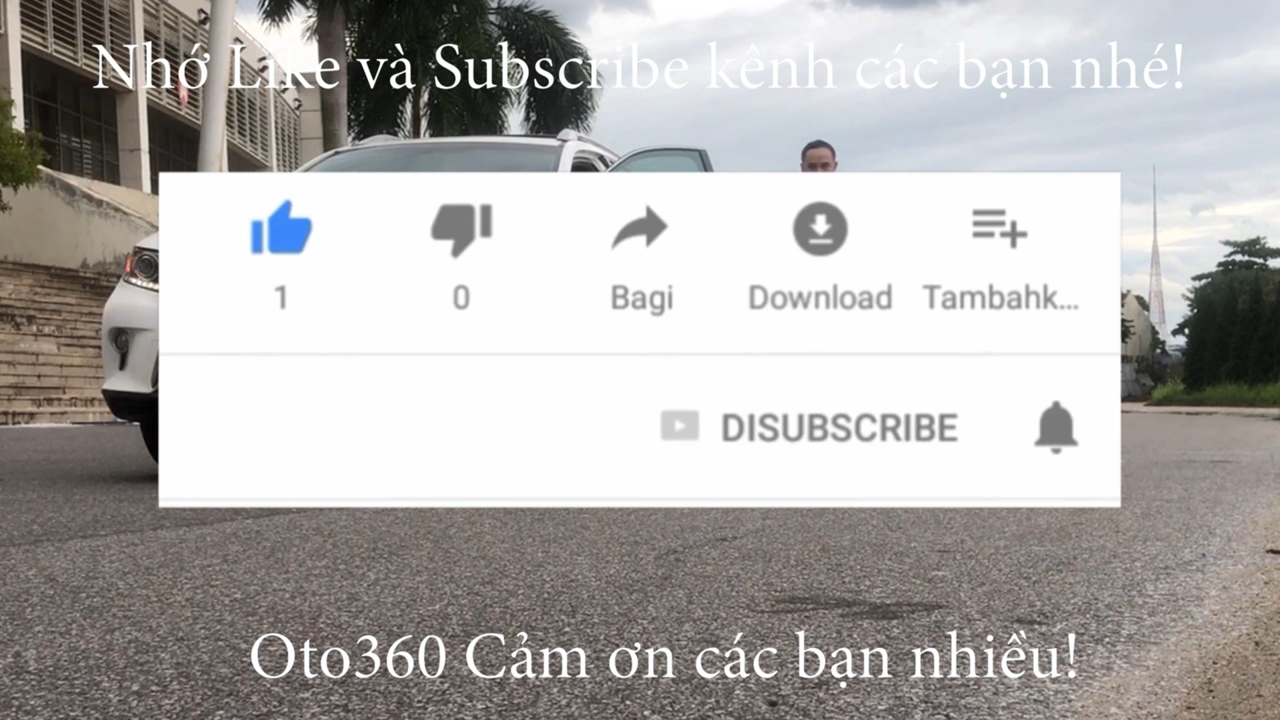 Nhớ Like và Subscribe kênh các bạn nhé!
1 0 Bagi Download Tambahk...
DISUBSCRIBE
Oto360 Cảm ơn các bạn nhiều!